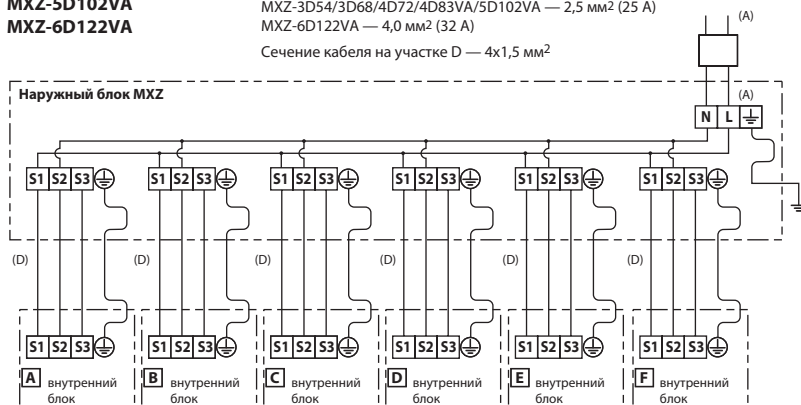 MXZ-5D102VA
MXZ-3D54/3D68/4D72/4D83VA/5D102VA — 2,5 мм² (25 А)
MXZ-6D122VA
MXZ-6D122VA — 4,0 мм² (32 А)
(A)
Сечение кабеля на участке D — 4x1,5 мм²
Наружный блок MXZ
(A)
N L
S1 S2 S3 S1 S2 S3 S1 S2 S3 S1 S2 S3 S1 S2 S3 S1 S2 S3
(D) (D) (D) (D) (D) (D)
S1 S2 S3 S1 S2 S3 S1 S2 S3 S1 S2 S3 S1 S2 S3 S1 S2 S3
A внутренний блок
B внутренний блок
C внутренний блок
D внутренний блок
E внутренний блок
F внутренний блок